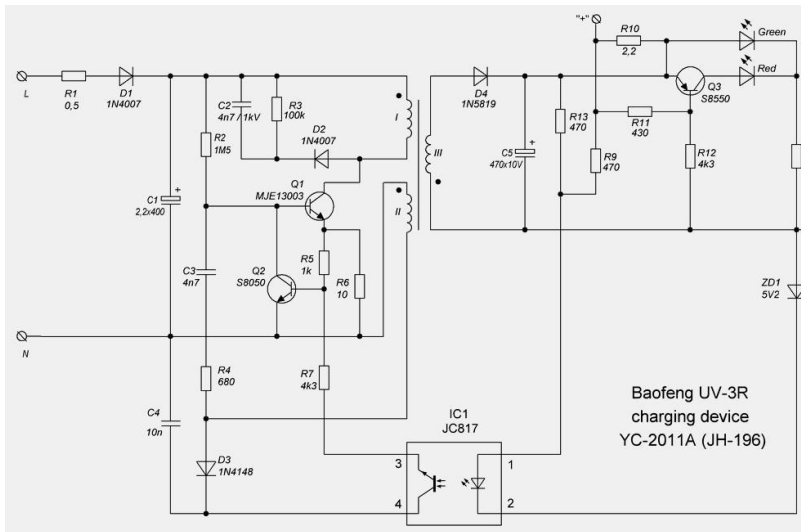 "+"
R10
2,2
Green
Red
L
R1
0,5
D1
1N4007
C2
4n7 / 1kV
R3
100k
D2
1N4007
I
D4
1N5819
Q3
S8550
R13
470
R11
430
R2
1M5
III
C5
+
470x10V
R9
470
R12
4k3
Q1
MJE13003
C1
+
2,2x400
II
C3
4n7
Q2
S8050
R5
1k
R6
10
ZD1
5V2
N
R4
680
R7
4k3
C4
10n
IC1
JC817
Baofeng UV-3R
charging device
YC-2011A (JH-196)
D3
1N4148
3
1
4
2